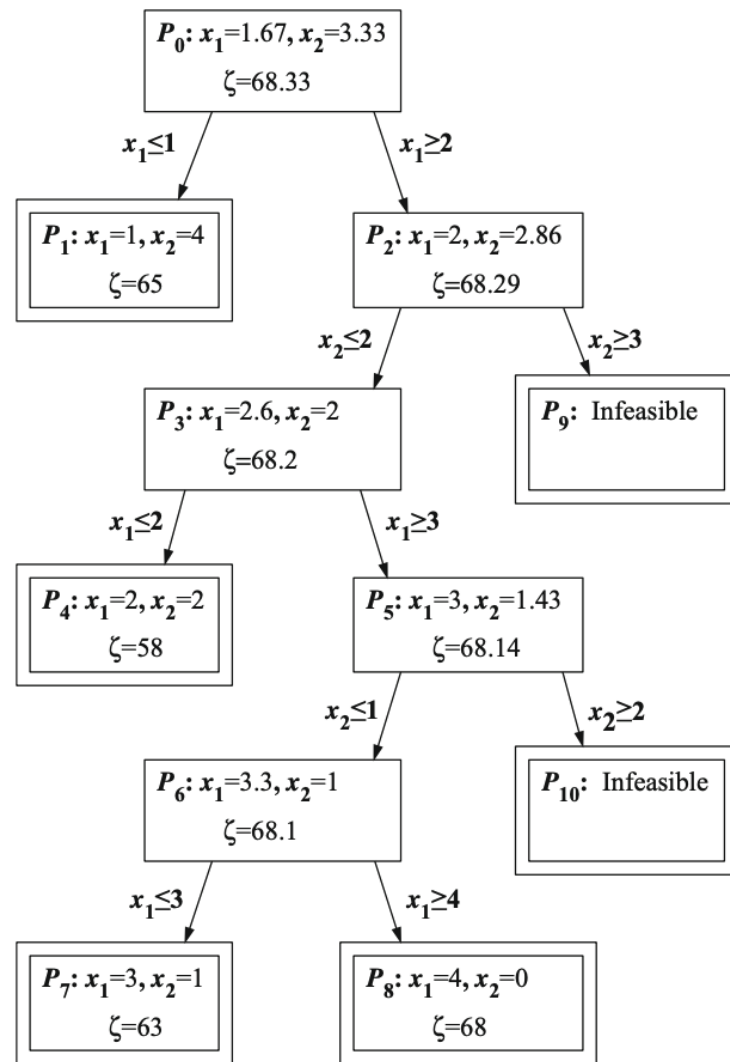 P₀: x₁=1.67, x₂=3.33
ζ=68.33
x₁≤1
x₁≥2
P₁: x₁=1, x₂=4
ζ=65
P₂: x₁=2, x₂=2.86
ζ=68.29
x₂≤2
x₂≥3
P₃: x₁=2.6, x₂=2
ζ=68.2
P₉: Infeasible
x₁≤2
x₁≥3
P₄: x₁=2, x₂=2
ζ=58
P₅: x₁=3, x₂=1.43
ζ=68.14
x₂≤1
x₂≥2
P₆: x₁=3.3, x₂=1
ζ=68.1
P₁₀: Infeasible
x₁≤3
x₁≥4
P₇: x₁=3, x₂=1
ζ=63
P₈: x₁=4, x₂=0
ζ=68